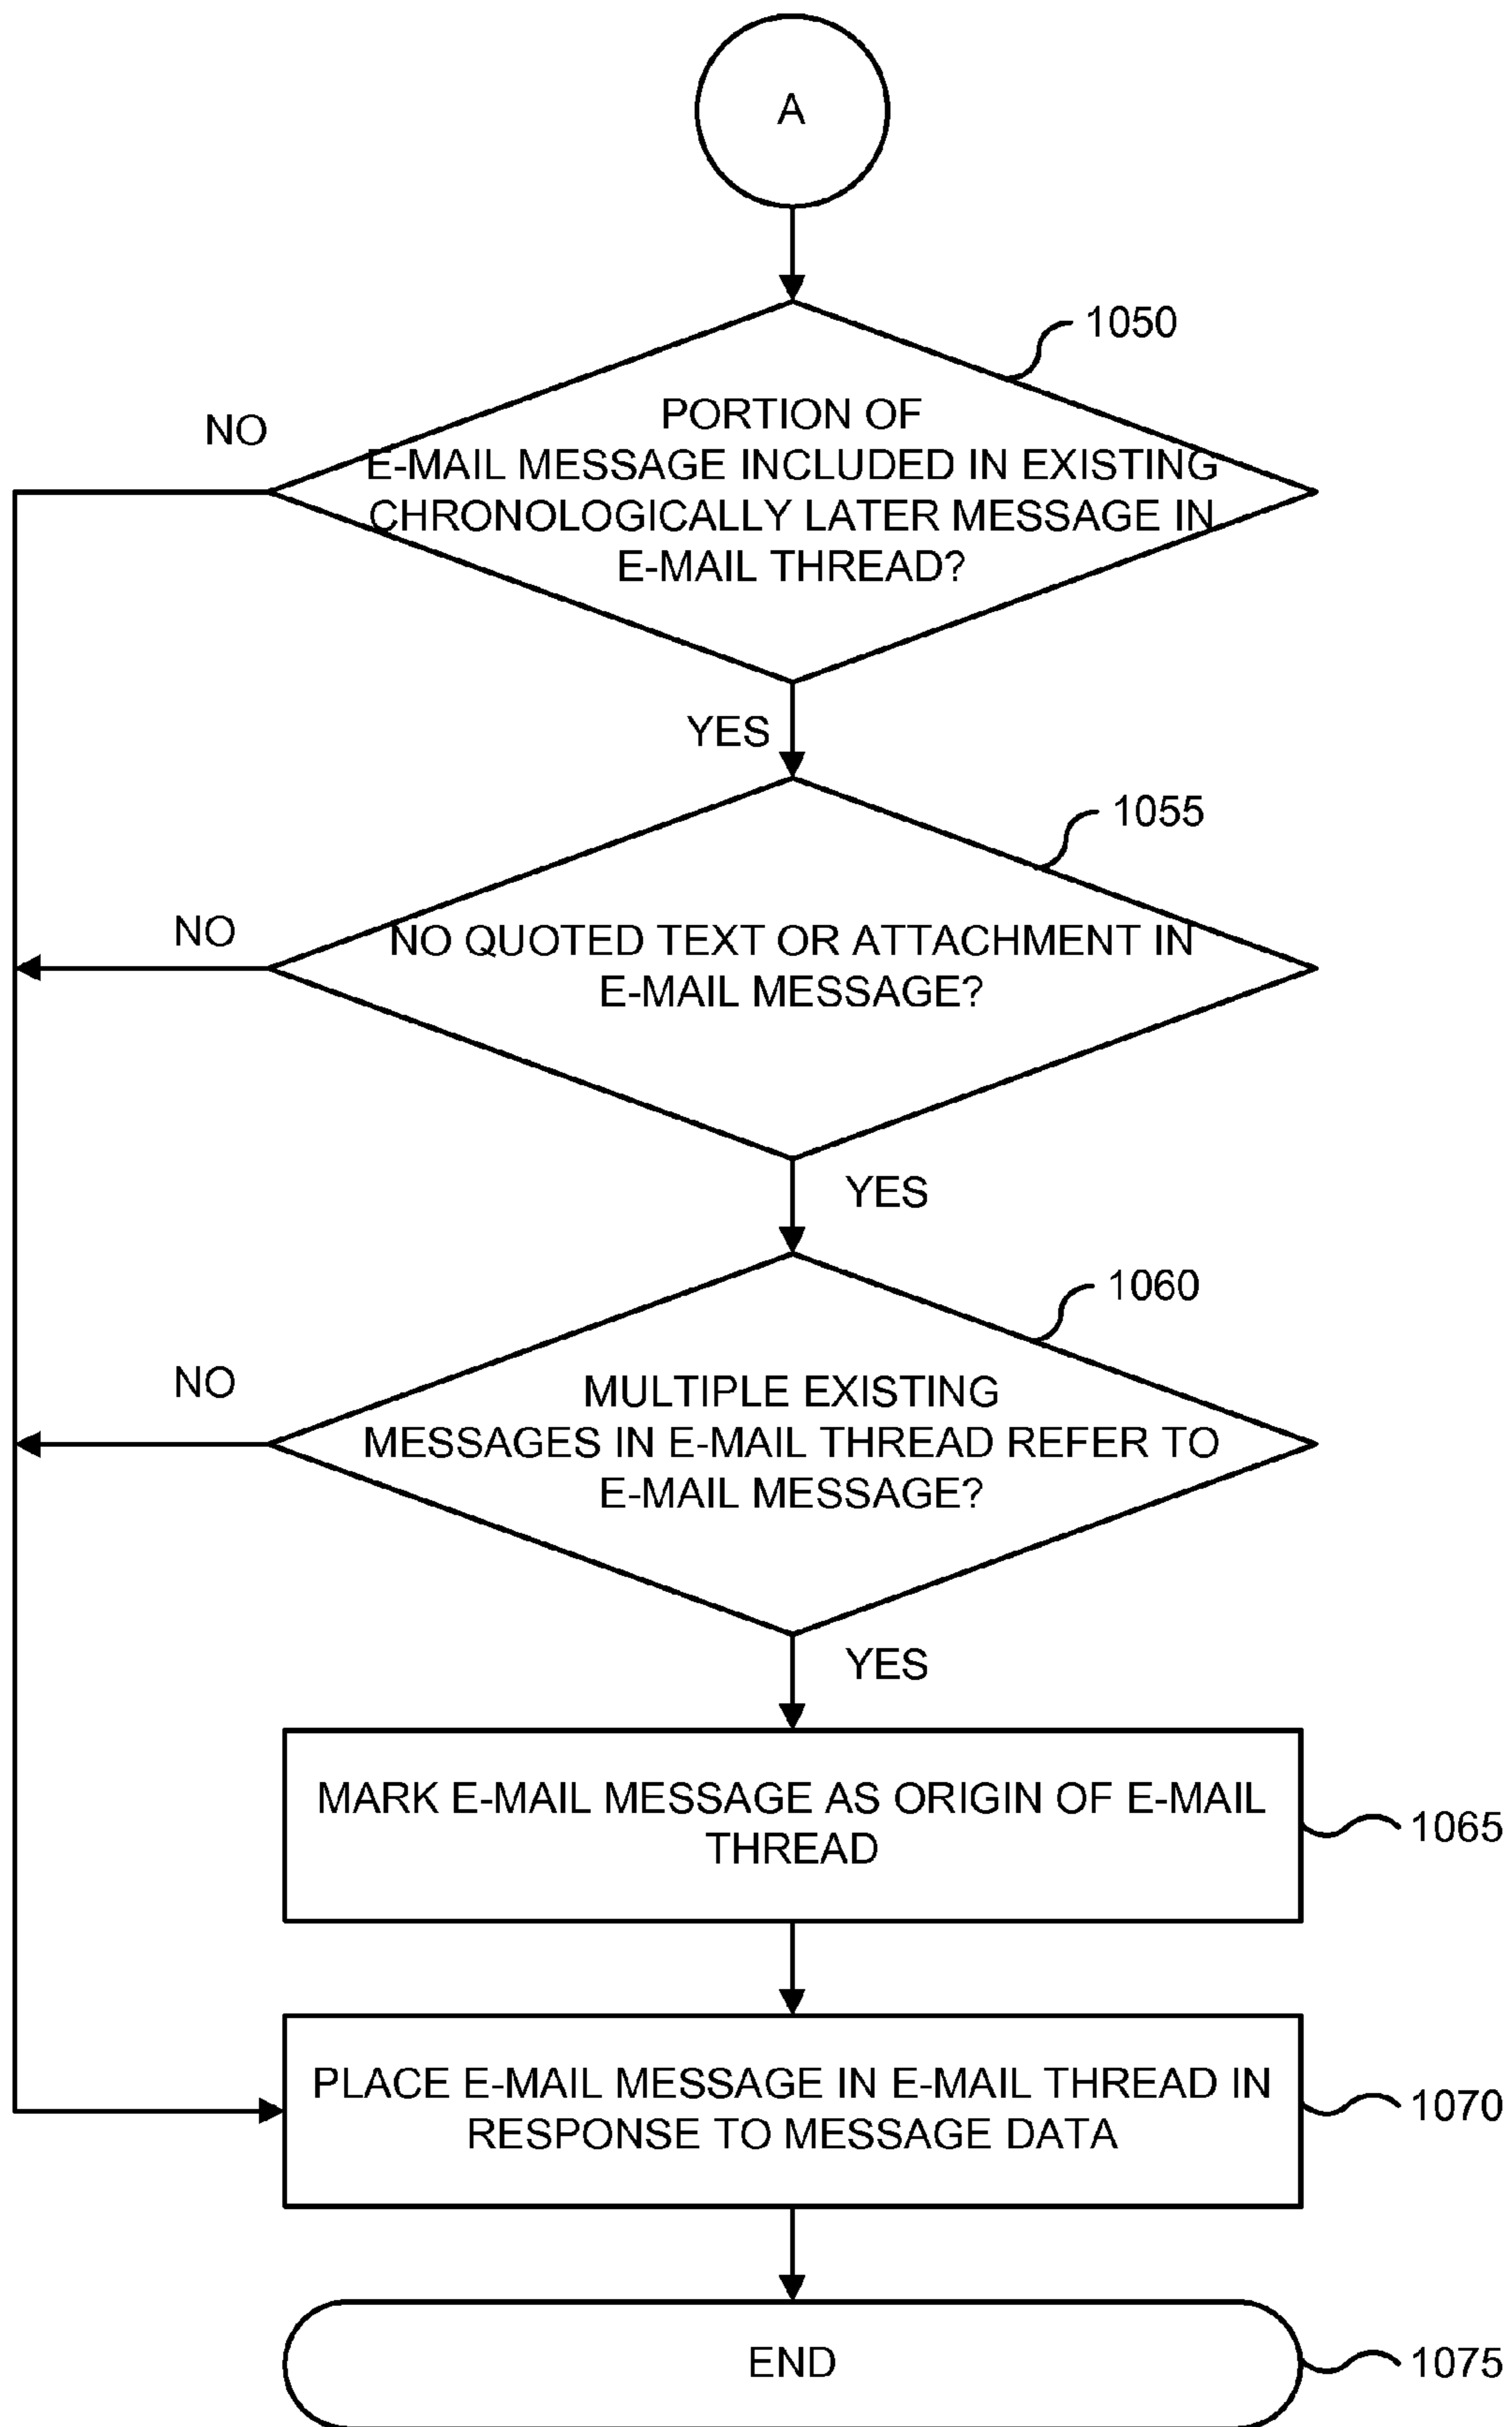 A
1050
NO
PORTION OF
E-MAIL MESSAGE INCLUDED IN EXISTING
CHRONOLOGICALLY LATER MESSAGE IN
E-MAIL THREAD?
YES
1055
NO
NO QUOTED TEXT OR ATTACHMENT IN
E-MAIL MESSAGE?
YES
1060
NO
MULTIPLE EXISTING
MESSAGES IN E-MAIL THREAD REFER TO
E-MAIL MESSAGE?
YES
MARK E-MAIL MESSAGE AS ORIGIN OF E-MAIL
THREAD
1065
PLACE E-MAIL MESSAGE IN E-MAIL THREAD IN
RESPONSE TO MESSAGE DATA
1070
END
1075